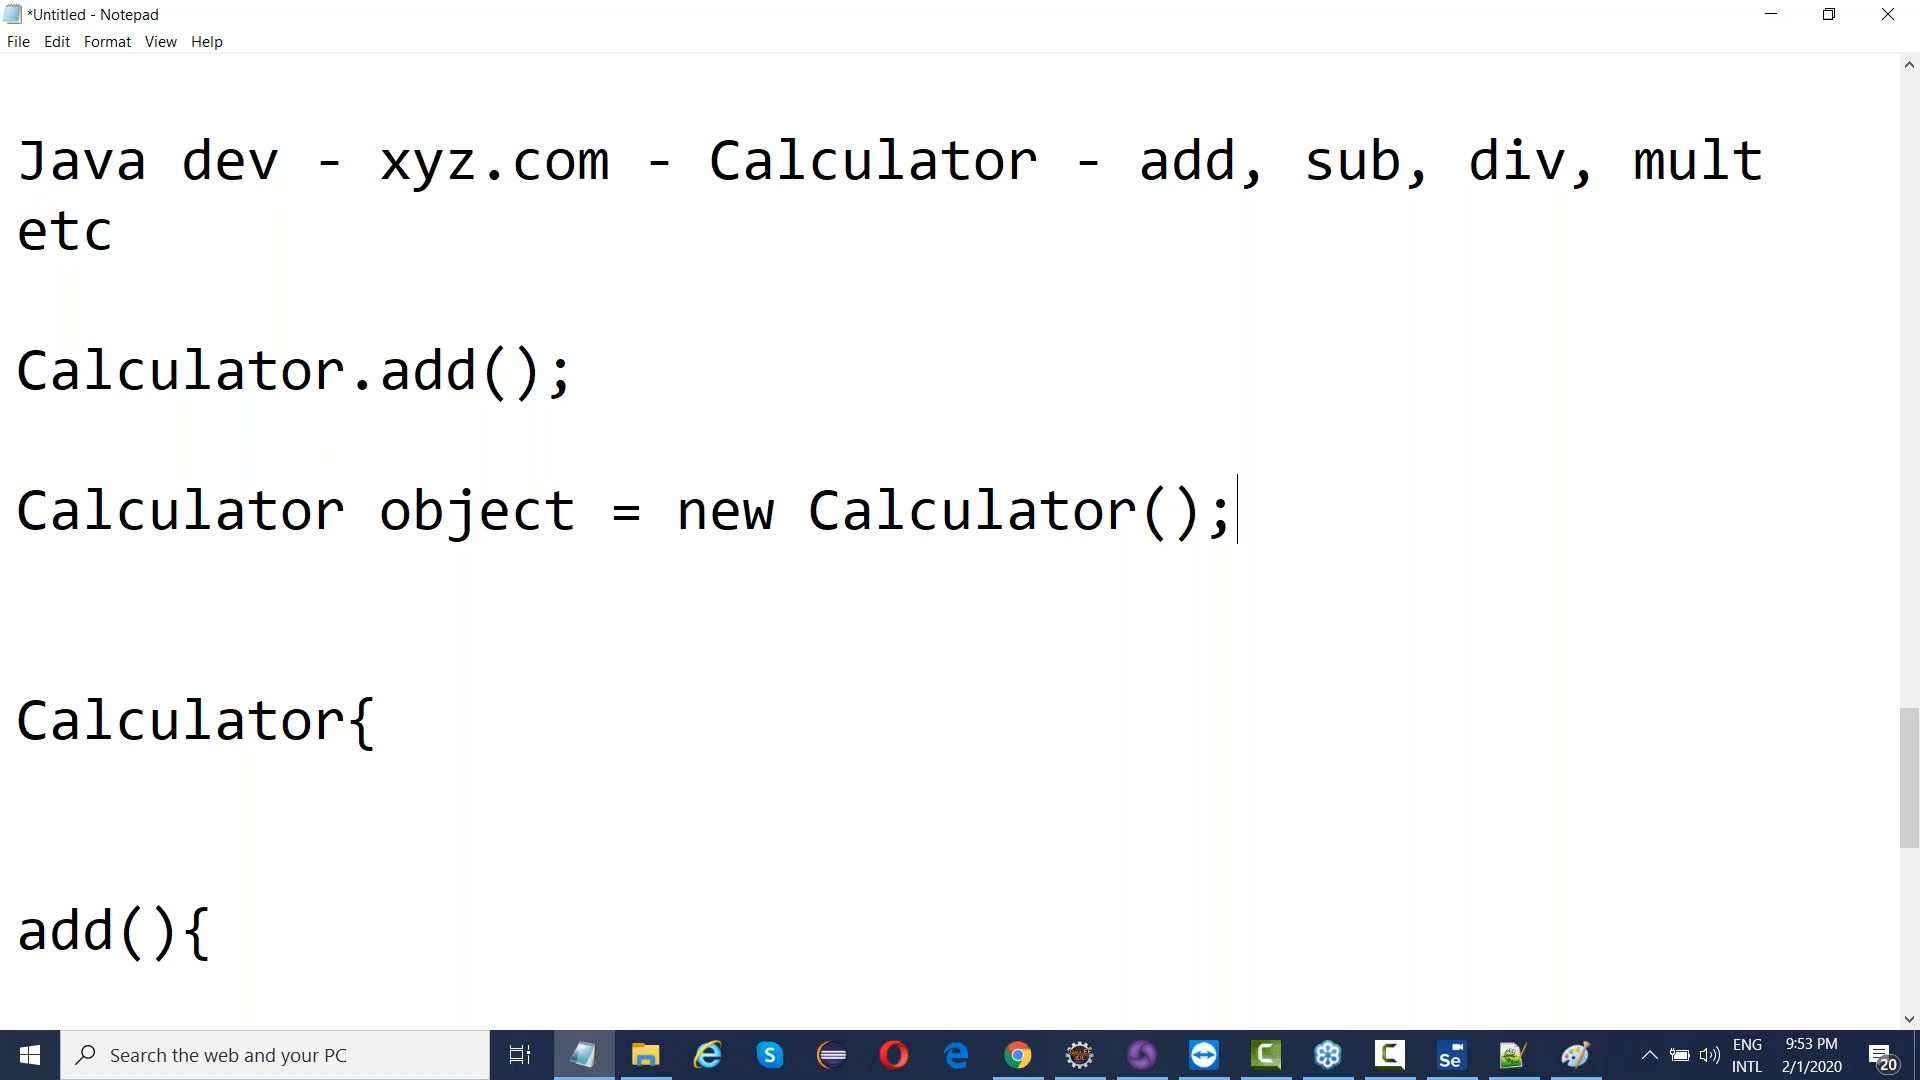 *Untitled - Notepad
File Edit Format View Help
Java dev - xyz.com - Calculator - add, sub, div, mult
etc
Calculator.add();
Calculator object = new Calculator();
Calculator{
add(){
Search the web and your PC
ENG
INTL
9:53 PM
2/1/2020
20
Se